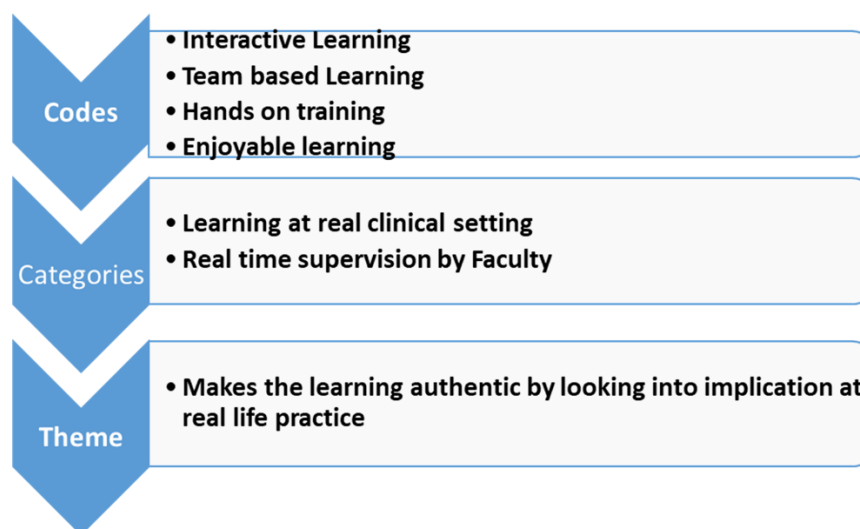 Codes
• Interactive Learning
• Team based Learning
• Hands on training
• Enjoyable learning
Categories
• Learning at real clinical setting
• Real time supervision by Faculty
Theme
• Makes the learning authentic by looking into implication at
real life practice